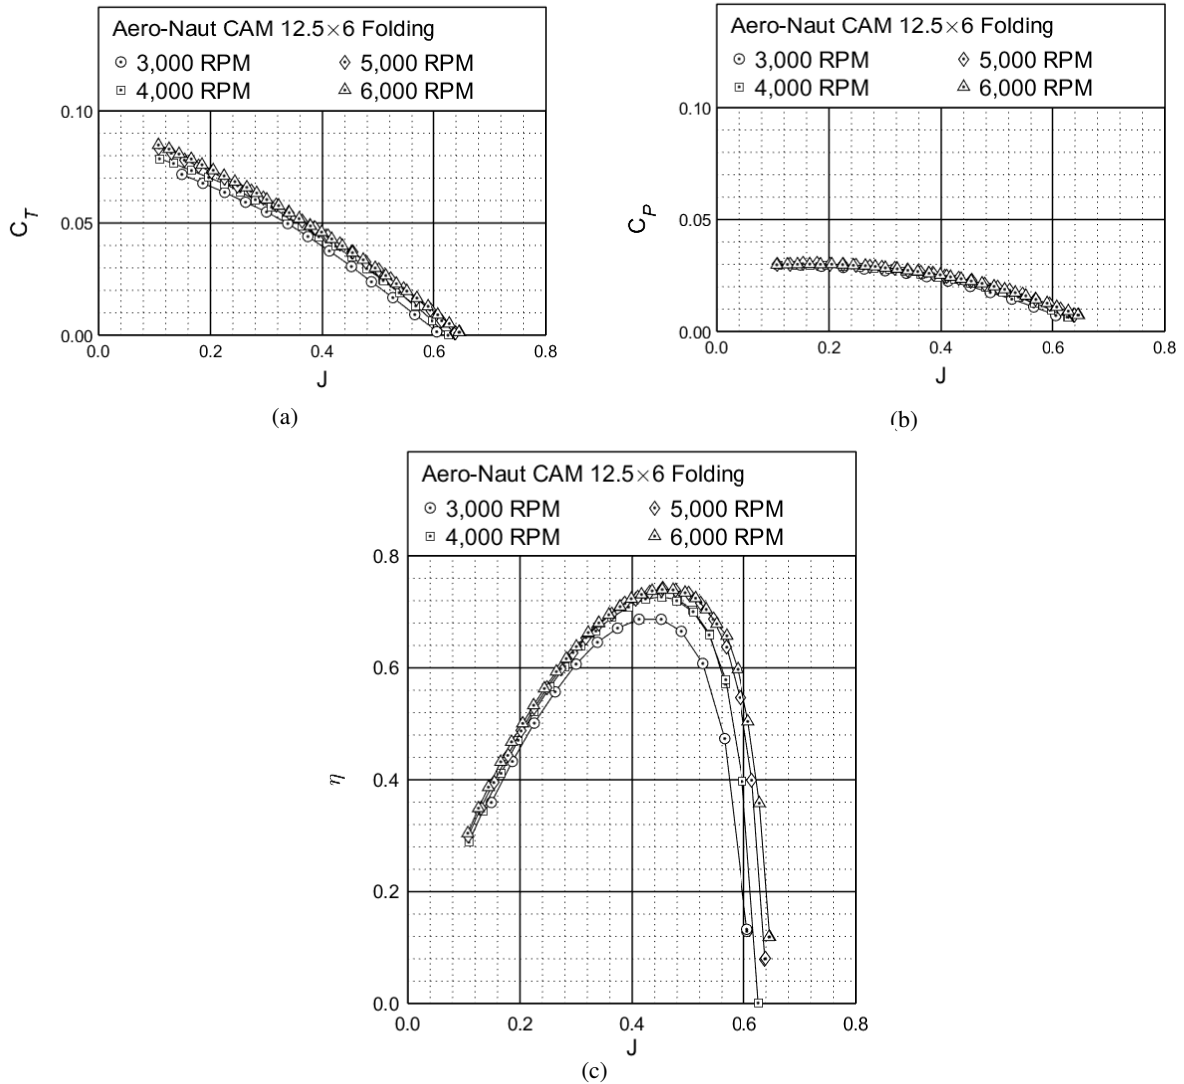 Aero-Naut CAM 12.5×6 Folding
3,000 RPM 5,000 RPM
4,000 RPM 6,000 RPM
0.10
0.05
0.00
C_T
0.0 0.2 0.4 0.6 0.8
J
(a)
Aero-Naut CAM 12.5×6 Folding
3,000 RPM 5,000 RPM
4,000 RPM 6,000 RPM
0.10
0.05
0.00
C_P
0.0 0.2 0.4 0.6 0.8
J
(b)
Aero-Naut CAM 12.5×6 Folding
3,000 RPM 5,000 RPM
4,000 RPM 6,000 RPM
0.8
0.6
0.4
0.2
0.0
η
0.0 0.2 0.4 0.6 0.8
J
(c)